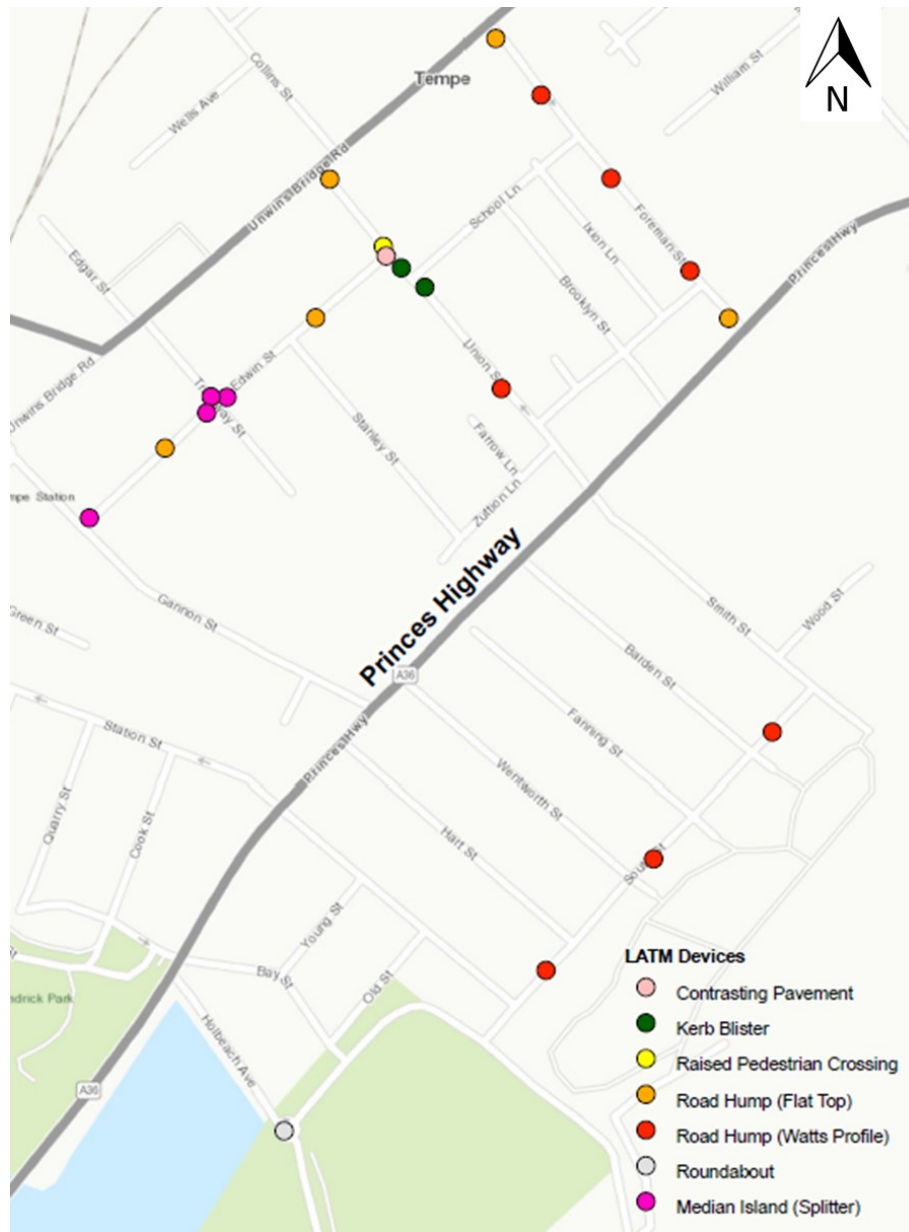 N
Tempe
Collins St
Wells Ave
William St
Unwins Bridge Rd
School Ln
Foreman St
Ixion Ln
Princes Hwy
Edgar St
Brooklyn St
Edwin St
Union St
Unwins Bridge Rd
Stanley St
Farrow Ln
mpe Station
Zuttion Ln
Princes Highway
Gannon St
Green St
Smith St
Wood St
A36
Barden St
Fanning St
Station St
Princes Hwy
Wentworth St
Quarry St
Cook St
Hart St
South St
Young St
Bay St
Old St
ndrick Park
Holbeach Ave
A36
LATM Devices
Contrasting Pavement
Kerb Blister
Raised Pedestrian Crossing
Road Hump (Flat Top)
Road Hump (Watts Profile)
Roundabout
Median Island (Splitter)